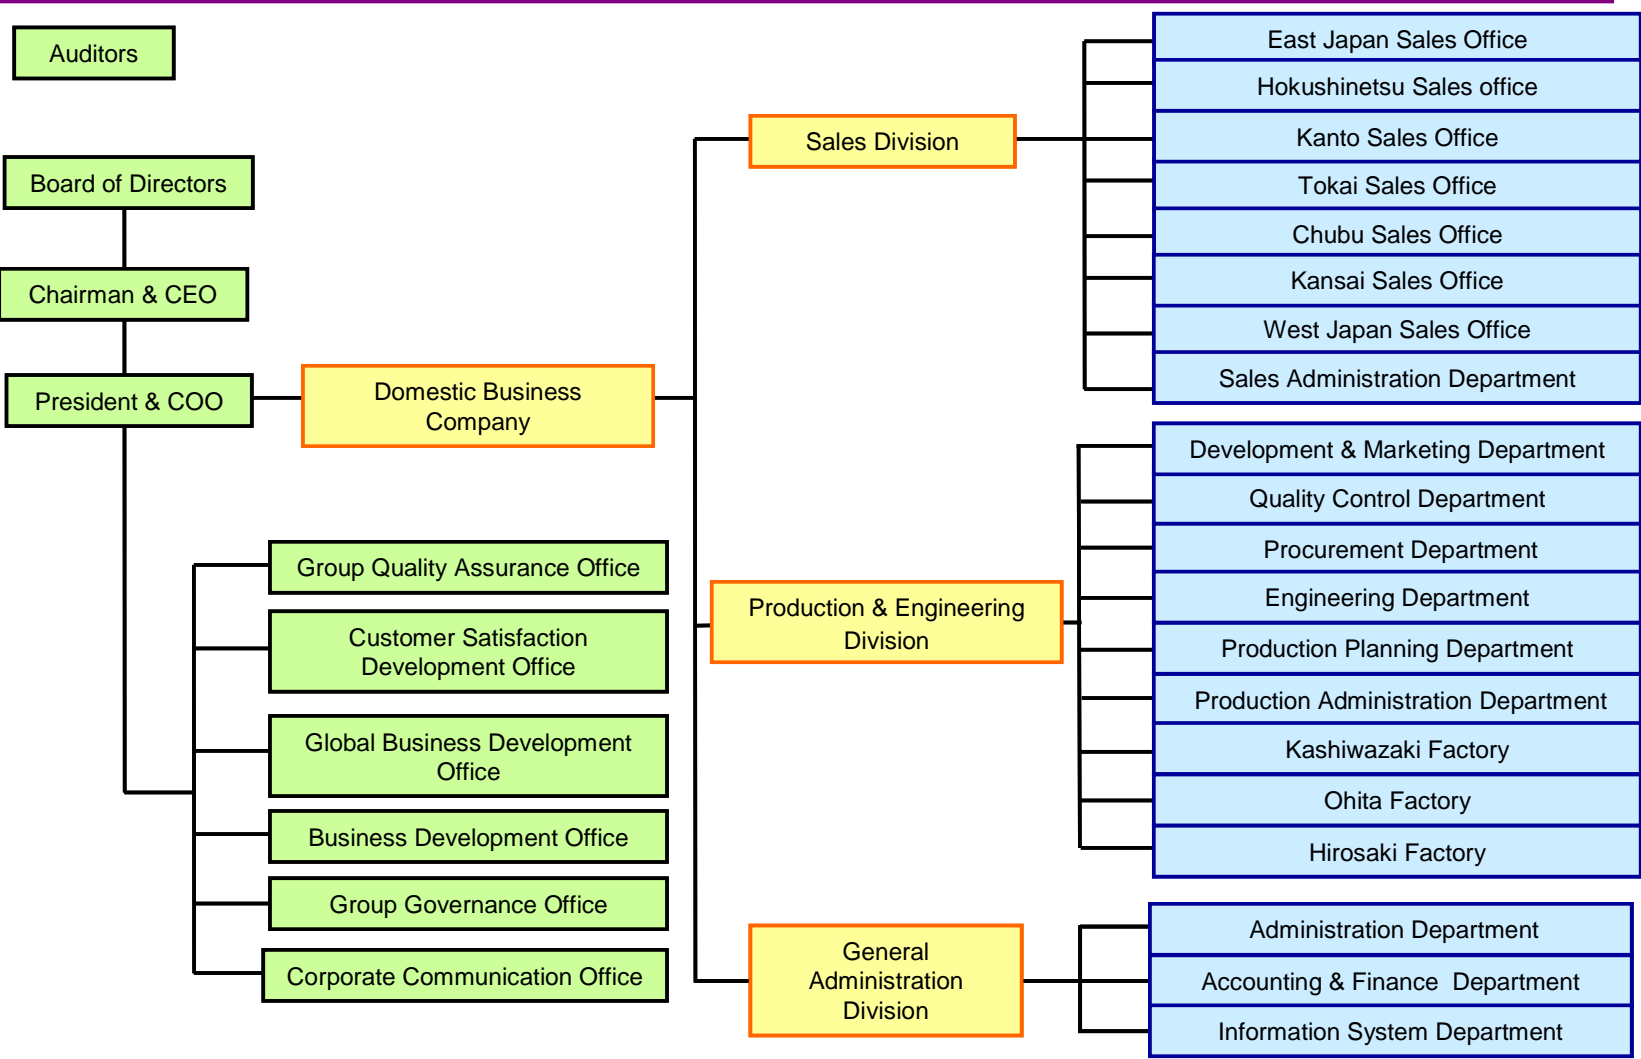 Auditors
Board of Directors
Chairman & CEO
President & COO
Domestic Business
Company
Group Quality Assurance Office
Customer Satisfaction
Development Office
Global Business Development
Office
Business Development Office
Group Governance Office
Corporate Communication Office
Sales Division
Production & Engineering
Division
General
Administration
Division
East Japan Sales Office
Hokushinetsu Sales office
Kanto Sales Office
Tokai Sales Office
Chubu Sales Office
Kansai Sales Office
West Japan Sales Office
Sales Administration Department
Development & Marketing Department
Quality Control Department
Procurement Department
Engineering Department
Production Planning Department
Production Administration Department
Kashiwazaki Factory
Ohita Factory
Hirosaki Factory
Administration Department
Accounting & Finance  Department
Information System Department